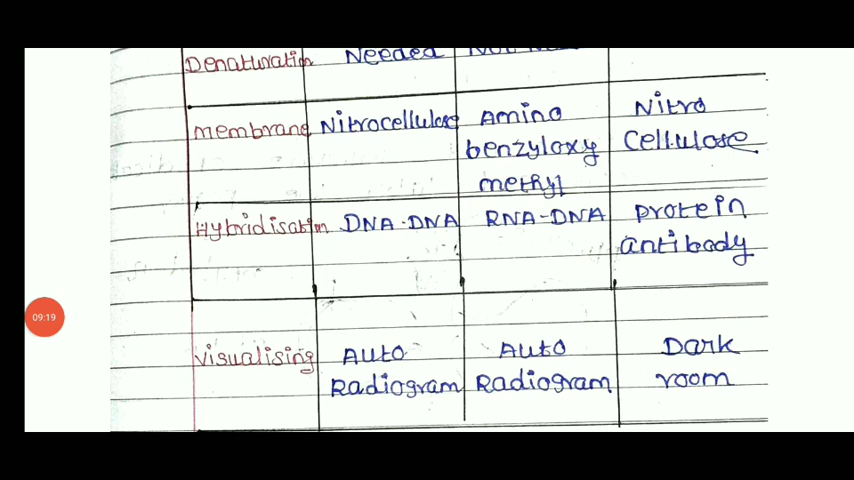 Denaturation Needed Not
Membrane Nitrocellulose Amino Nitro
benzyloxy Cellulose
methyl
Hybridisation DNA-DNA RNA-DNA Protein
antibody
09:19
Visualising Auto Auto Dark
Radiogram Radiogram room